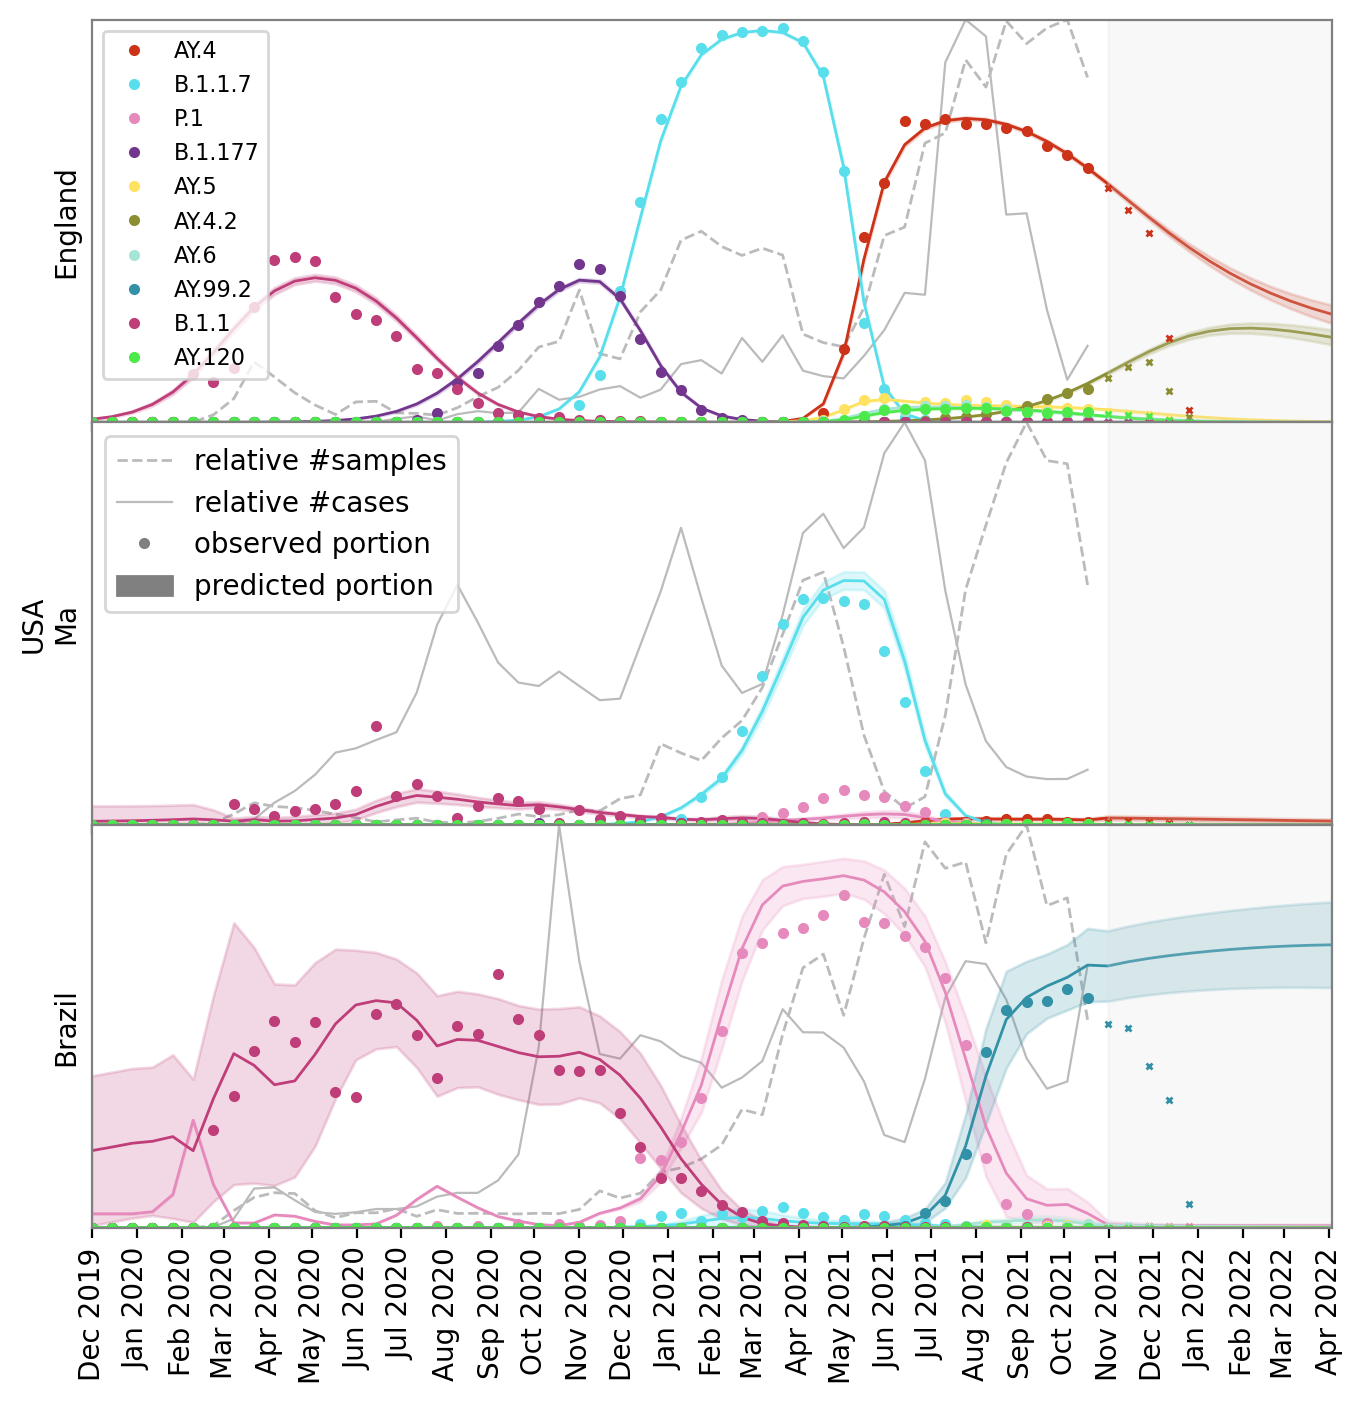 AY.4
B.1.1.7
P.1
B.1.177
AY.5
AY.4.2
AY.6
AY.99.2
B.1.1
AY.120
England
relative #samples
relative #cases
observed portion
predicted portion
USA
Ma
Brazil
Dec 2019
Jan 2020
Feb 2020
Mar 2020
Apr 2020
May 2020
Jun 2020
Jul 2020
Aug 2020
Sep 2020
Oct 2020
Nov 2020
Dec 2020
Jan 2021
Feb 2021
Mar 2021
Apr 2021
May 2021
Jun 2021
Jul 2021
Aug 2021
Sep 2021
Oct 2021
Nov 2021
Dec 2021
Jan 2022
Feb 2022
Mar 2022
Apr 2022